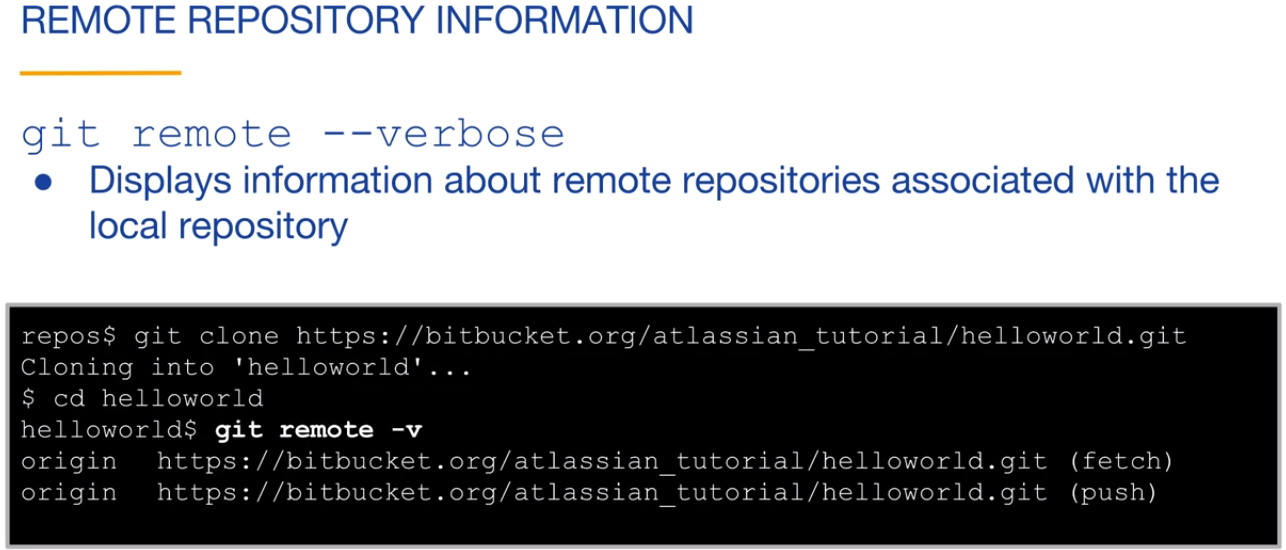 REMOTE REPOSITORY INFORMATION
git remote --verbose
● Displays information about remote repositories associated with the
local repository
repos$ git clone https://bitbucket.org/atlassian_tutorial/helloworld.git
Cloning into 'helloworld'...
$ cd helloworld
helloworld$ git remote -v
origin  https://bitbucket.org/atlassian_tutorial/helloworld.git (fetch)
origin  https://bitbucket.org/atlassian_tutorial/helloworld.git (push)